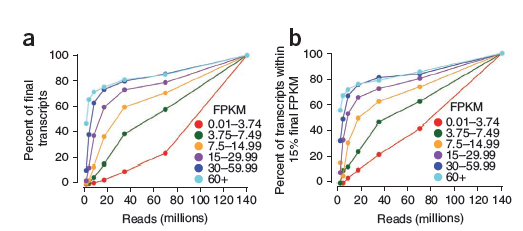 a
Percent of final
transcripts
100
80
60
40
20
0
FPKM
0.01–3.74
3.75–7.49
7.5–14.99
15–29.99
30–59.99
60+
0 20 40 60 80 100 120 140
Reads (millions)
b
Percent of transcripts within
15% final FPKM
100
80
60
40
20
0
FPKM
0.01–3.74
3.75–7.49
7.5–14.99
15–29.99
30–59.99
60+
0 20 40 60 80 100 120 140
Reads (millions)